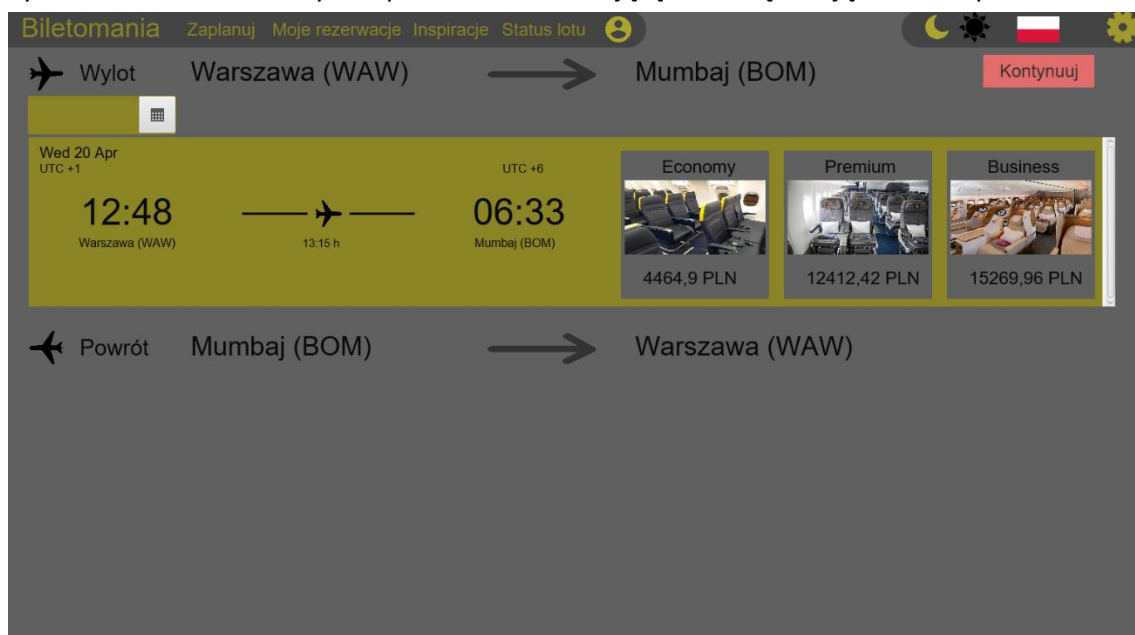 Biletomania Zaplanuj Moje rezerwacje Inspiracje Status lotu
Wylot Warszawa (WAW) Mumbaj (BOM) Kontynuuj
Wed 20 Apr
UTC +1 UTC +6 Economy Premium Business
12:48 06:33
Warszawa (WAW) 13:15 h Mumbaj (BOM)
4464,9 PLN 12412,42 PLN 15269,96 PLN
Powrót Mumbaj (BOM) Warszawa (WAW)